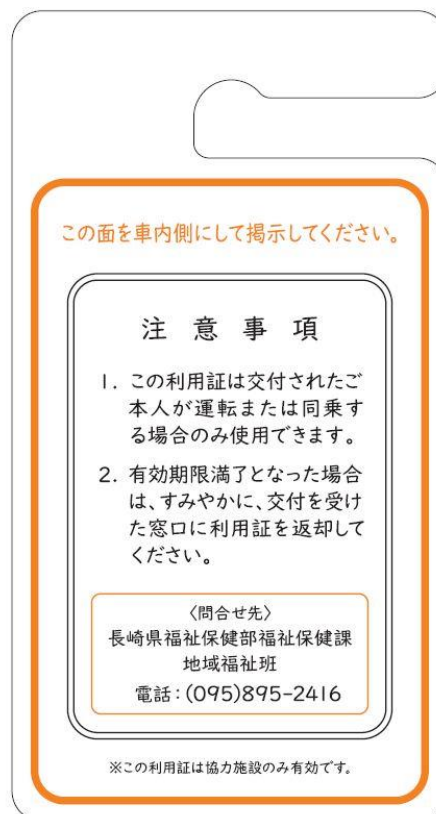 この面を車内側にして掲示してください。
注意事項
1. この利用証は交付されたご
本人が運転または同乗す
る場合のみ使用できます。
2. 有効期限満了となった場合
は、すみやかに、交付を受け
た窓口に利用証を返却して
ください。
〈問合せ先〉
長崎県福祉保健部福祉保健課
地域福祉班
電話：(095)895-2416
※この利用証は協力施設のみ有効です。